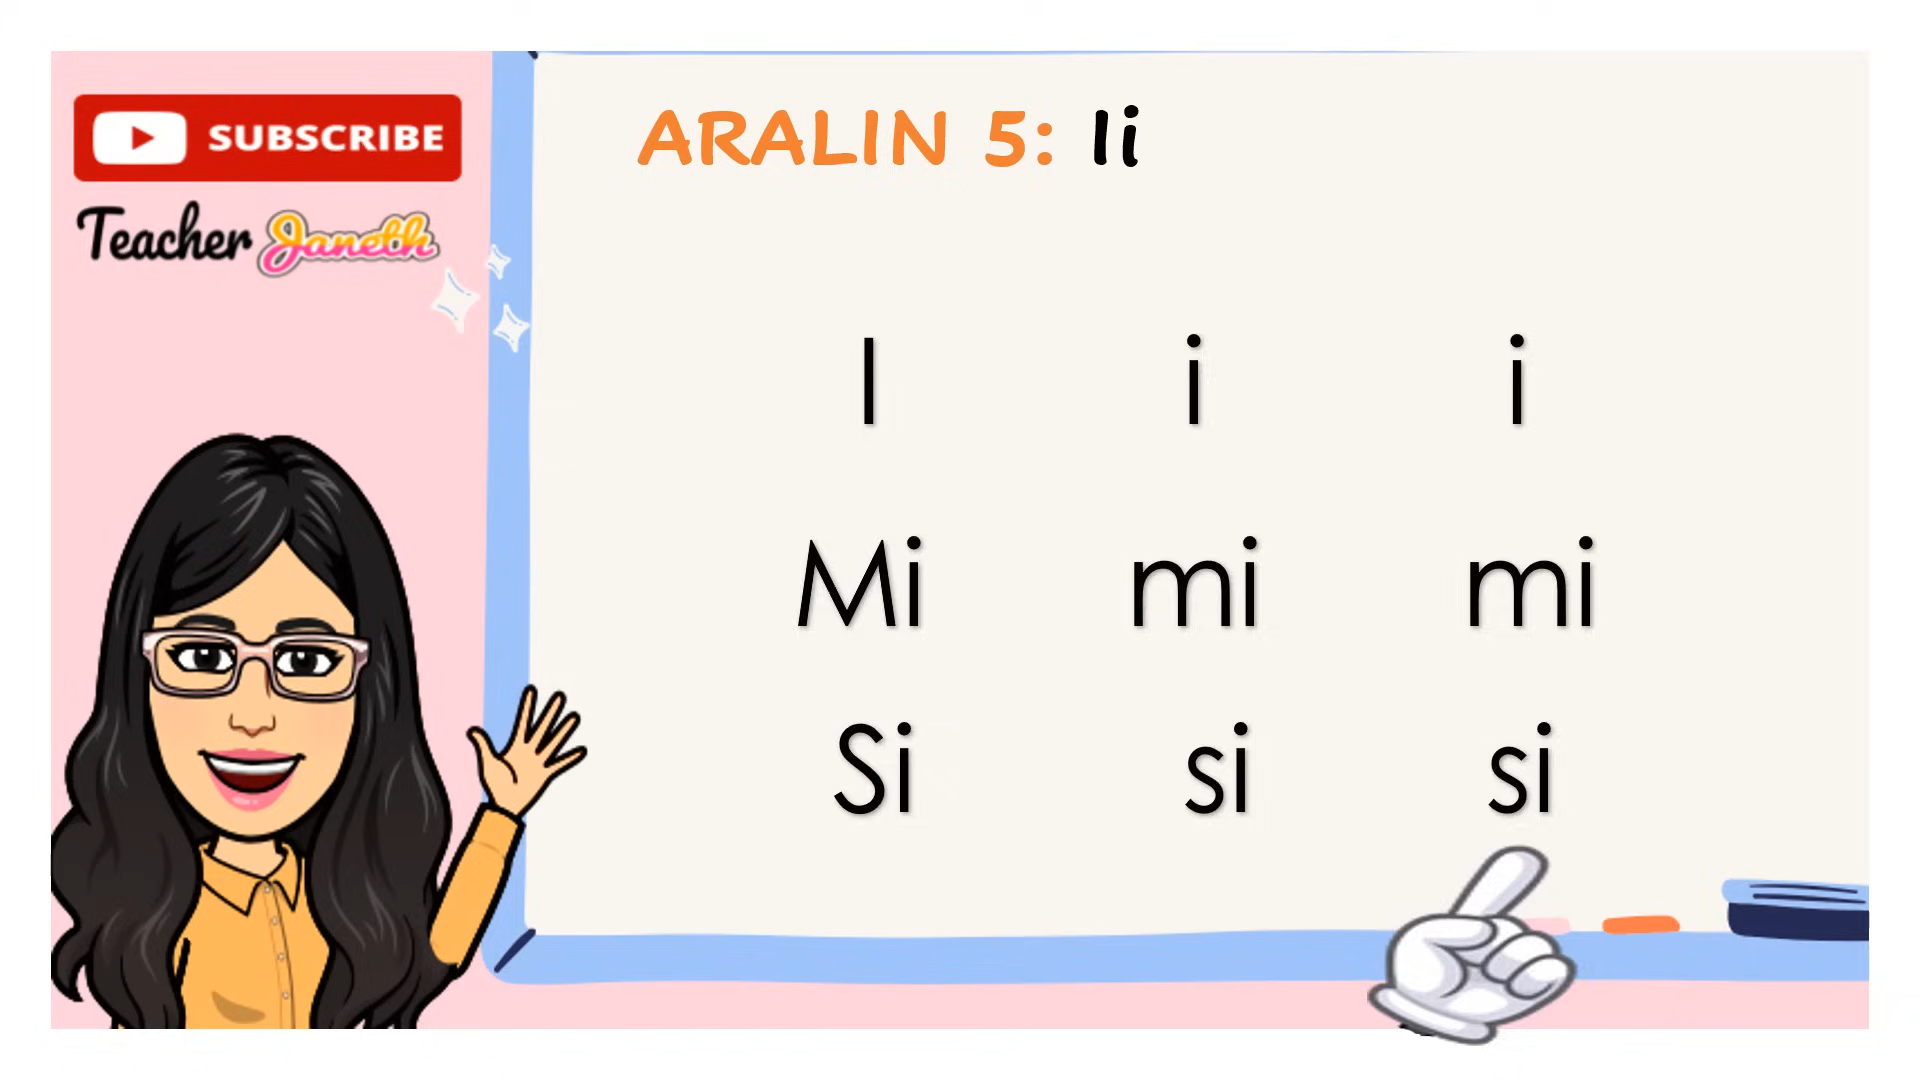 SUBSCRIBE
Teacher Janeth
ARALIN 5: Ii
I i i
Mi mi mi
Si si si